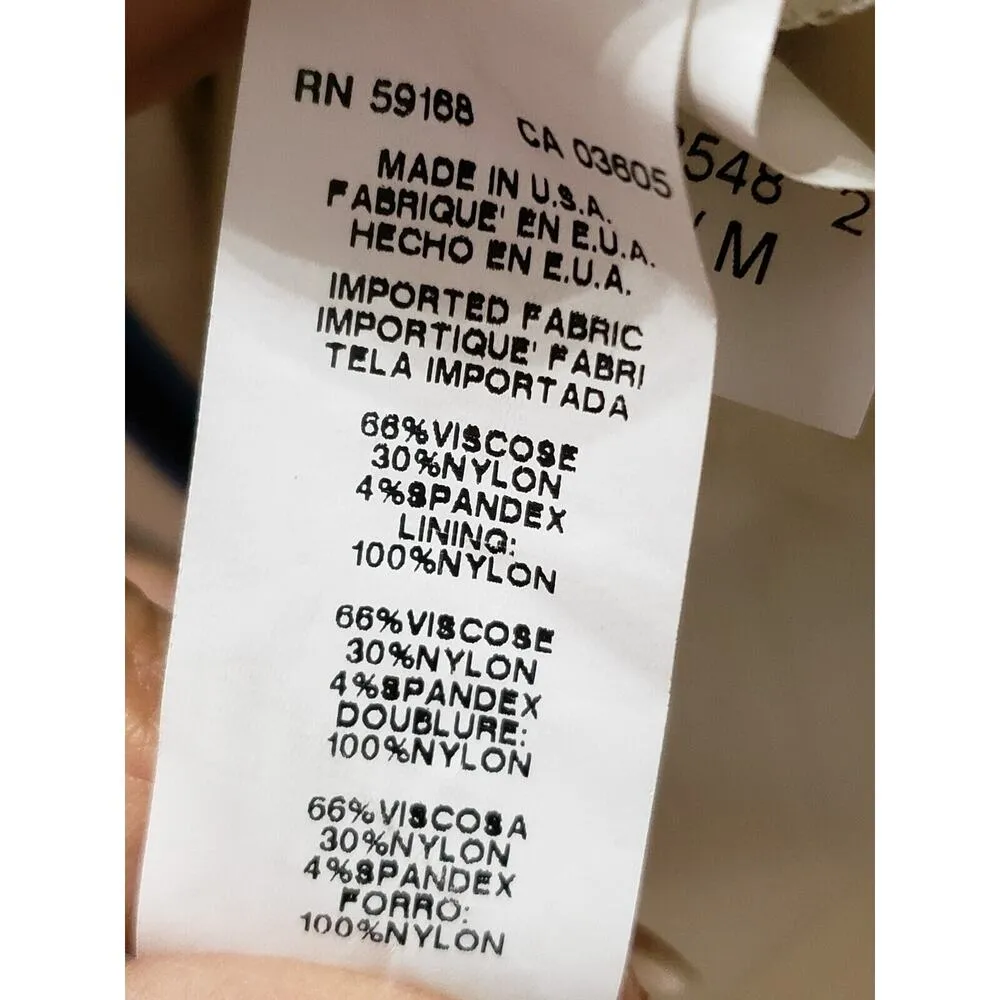 RN 59168 CA 03605
MADE IN U.S.A.
FABRIQUE' EN E.U.A.
HECHO EN E.U.A.
IMPORTED FABRIC
IMPORTIQUE' FABRI
TELA IMPORTADA
66%VISCOSE
30%NYLON
4%SPANDEX
LINING:
100%NYLON
66%VISCOSE
30%NYLON
4%SPANDEX
DOUBLURE:
100%NYLON
66%VISCOSA
30%NYLON
4%SPANDEX
FORRO:
100%NYLON
548 2
M